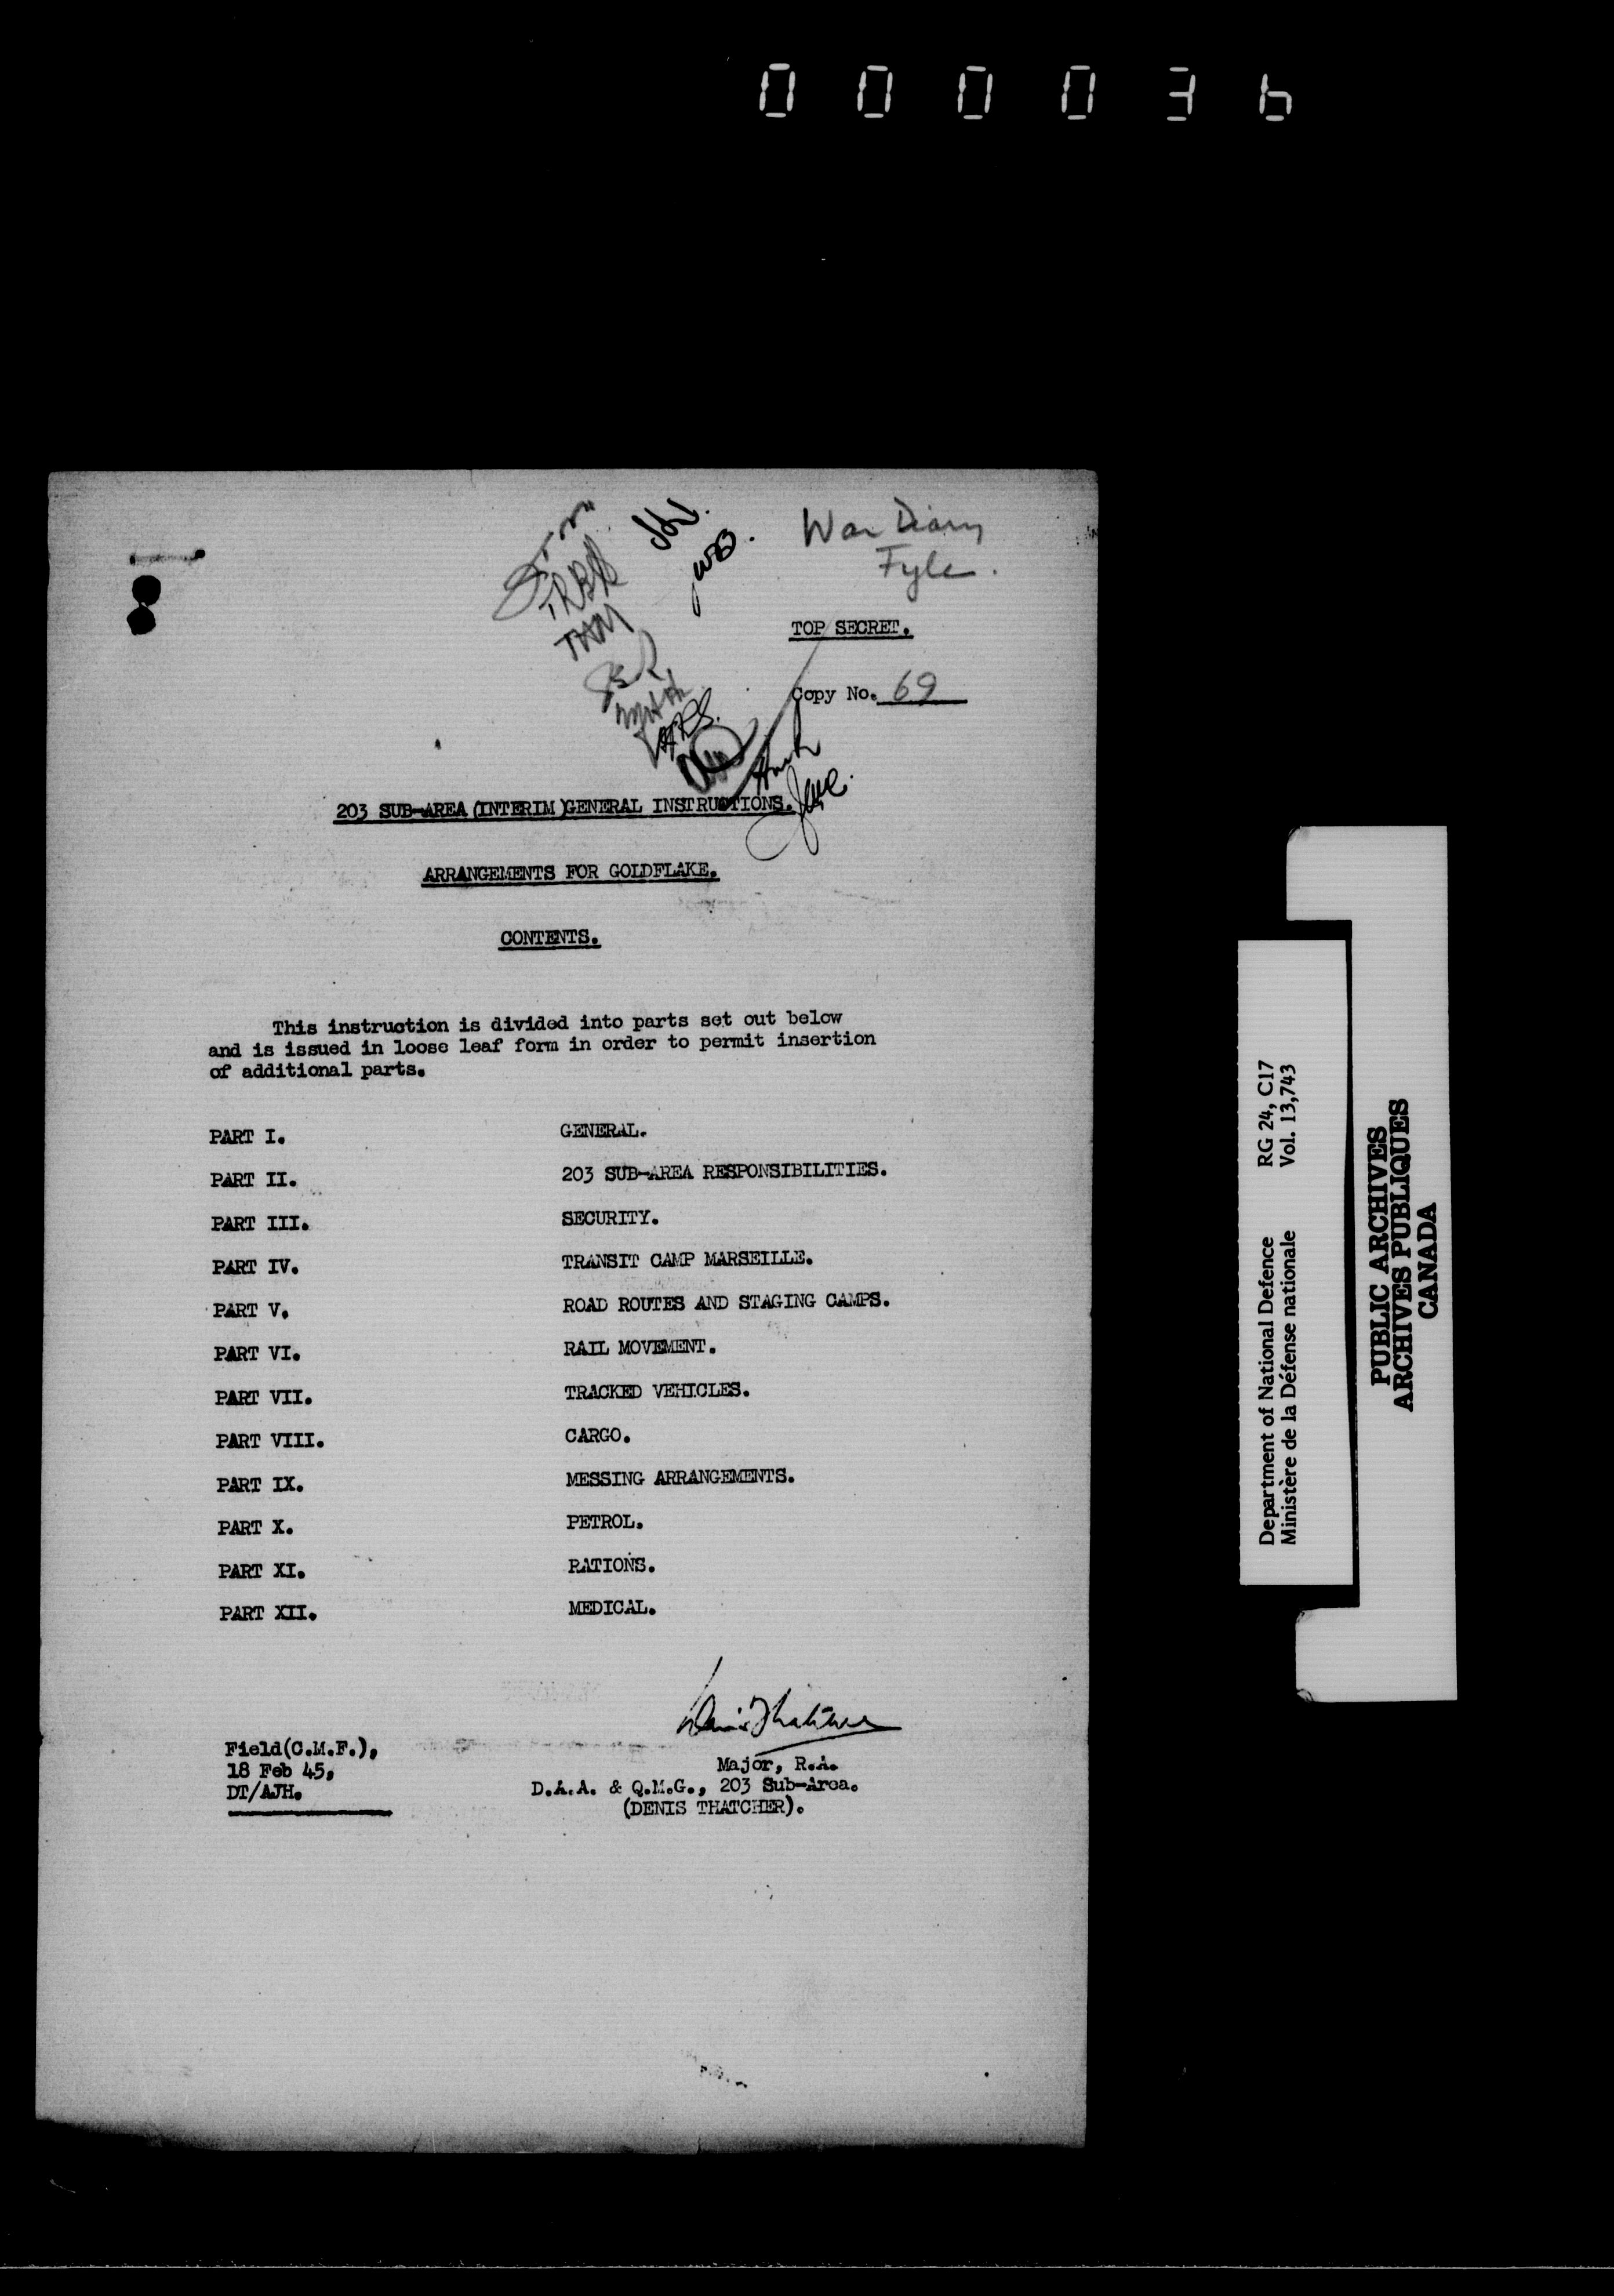 000036
War Diary
Fyle.
TOP SECRET.
Copy No. 69
203 SUB-AREA (INTERIM) GENERAL INSTRUCTIONS.
ARRANGEMENTS FOR GOLDFLAKE.
CONTENTS.
This instruction is divided into parts set out below
and is issued in loose leaf form in order to permit insertion
of additional parts.
PART I. GENERAL.
PART II. 203 SUB-AREA RESPONSIBILITIES.
PART III. SECURITY.
PART IV. TRANSIT CAMP MARSEILLE.
PART V. ROAD ROUTES AND STAGING CAMPS.
PART VI. RAIL MOVEMENT.
PART VII. TRACKED VEHICLES.
PART VIII. CARGO.
PART IX. MESSING ARRANGEMENTS.
PART X. PETROL.
PART XI. RATIONS.
PART XII. MEDICAL.
Denis Thatcher
Field(C.M.F.),
18 Feb 45,
DT/AJH.
Major, R.A.
D.A.A. & Q.M.G., 203 Sub-Area.
(DENIS THATCHER).
Department of National Defence RG 24, C17
Ministère de la Défense nationale Vol. 13,743
PUBLIC ARCHIVES
ARCHIVES PUBLIQUES
CANADA